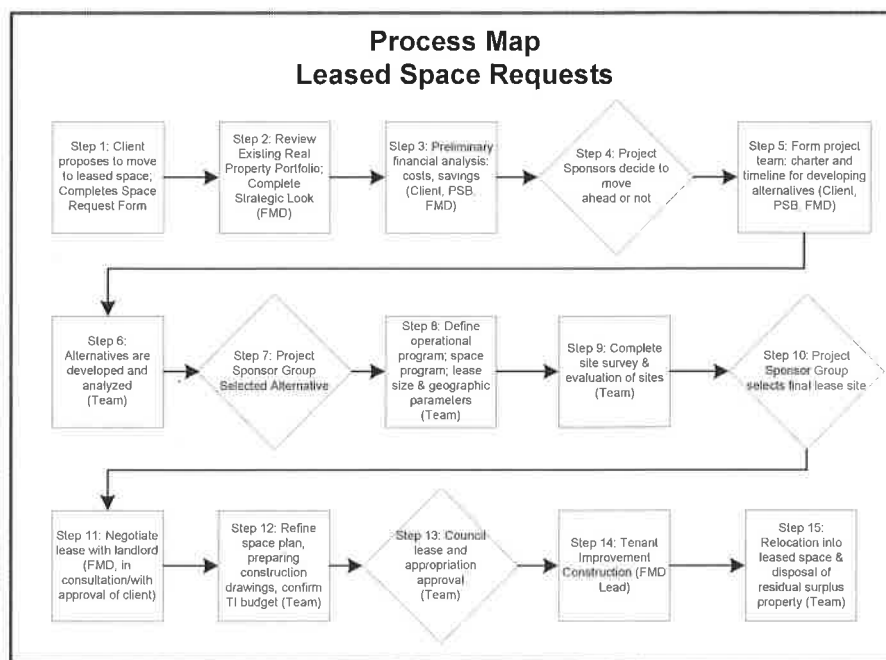 Process Map
Leased Space Requests
Step 1: Client
proposes to move
to leased space;
Completes Space
Request Form
Step 2: Review
Existing Real
Property Portfolio;
Complete
Strategic Look
(FMD)
Step 3: Preliminary
financial analysis:
costs, savings
(Client, PSB,
FMD)
Step 4: Project
Sponsors decide to
move
ahead or not
Step 5: Form project
team: charter and
timeline for developing
alternatives (Client,
PSB, FMD)
Step 6:
Alternatives are
developed and
analyzed
(Team)
Step 7: Project
Sponsor Group
Selected Alternative
Step 8: Define
operational
program; space
program; lease
size & geographic
parameters
(Team)
Step 9: Complete
site survey &
evaluation of sites
(Team)
Step 10: Project
Sponsor Group
selects final lease site
Step 11: Negotiate
lease with landlord
(FMD, in
consultation/with
approval of client)
Step 12: Refine
space plan,
preparing
construction
drawings, confirm
TI budget (Team)
Step 13: Council
lease and
appropriation
approval
(Team)
Step 14: Tenant
Improvement
Construction (FMD
Lead)
Step 15:
Relocation into
leased space &
disposal of
residual surplus
property (Team)